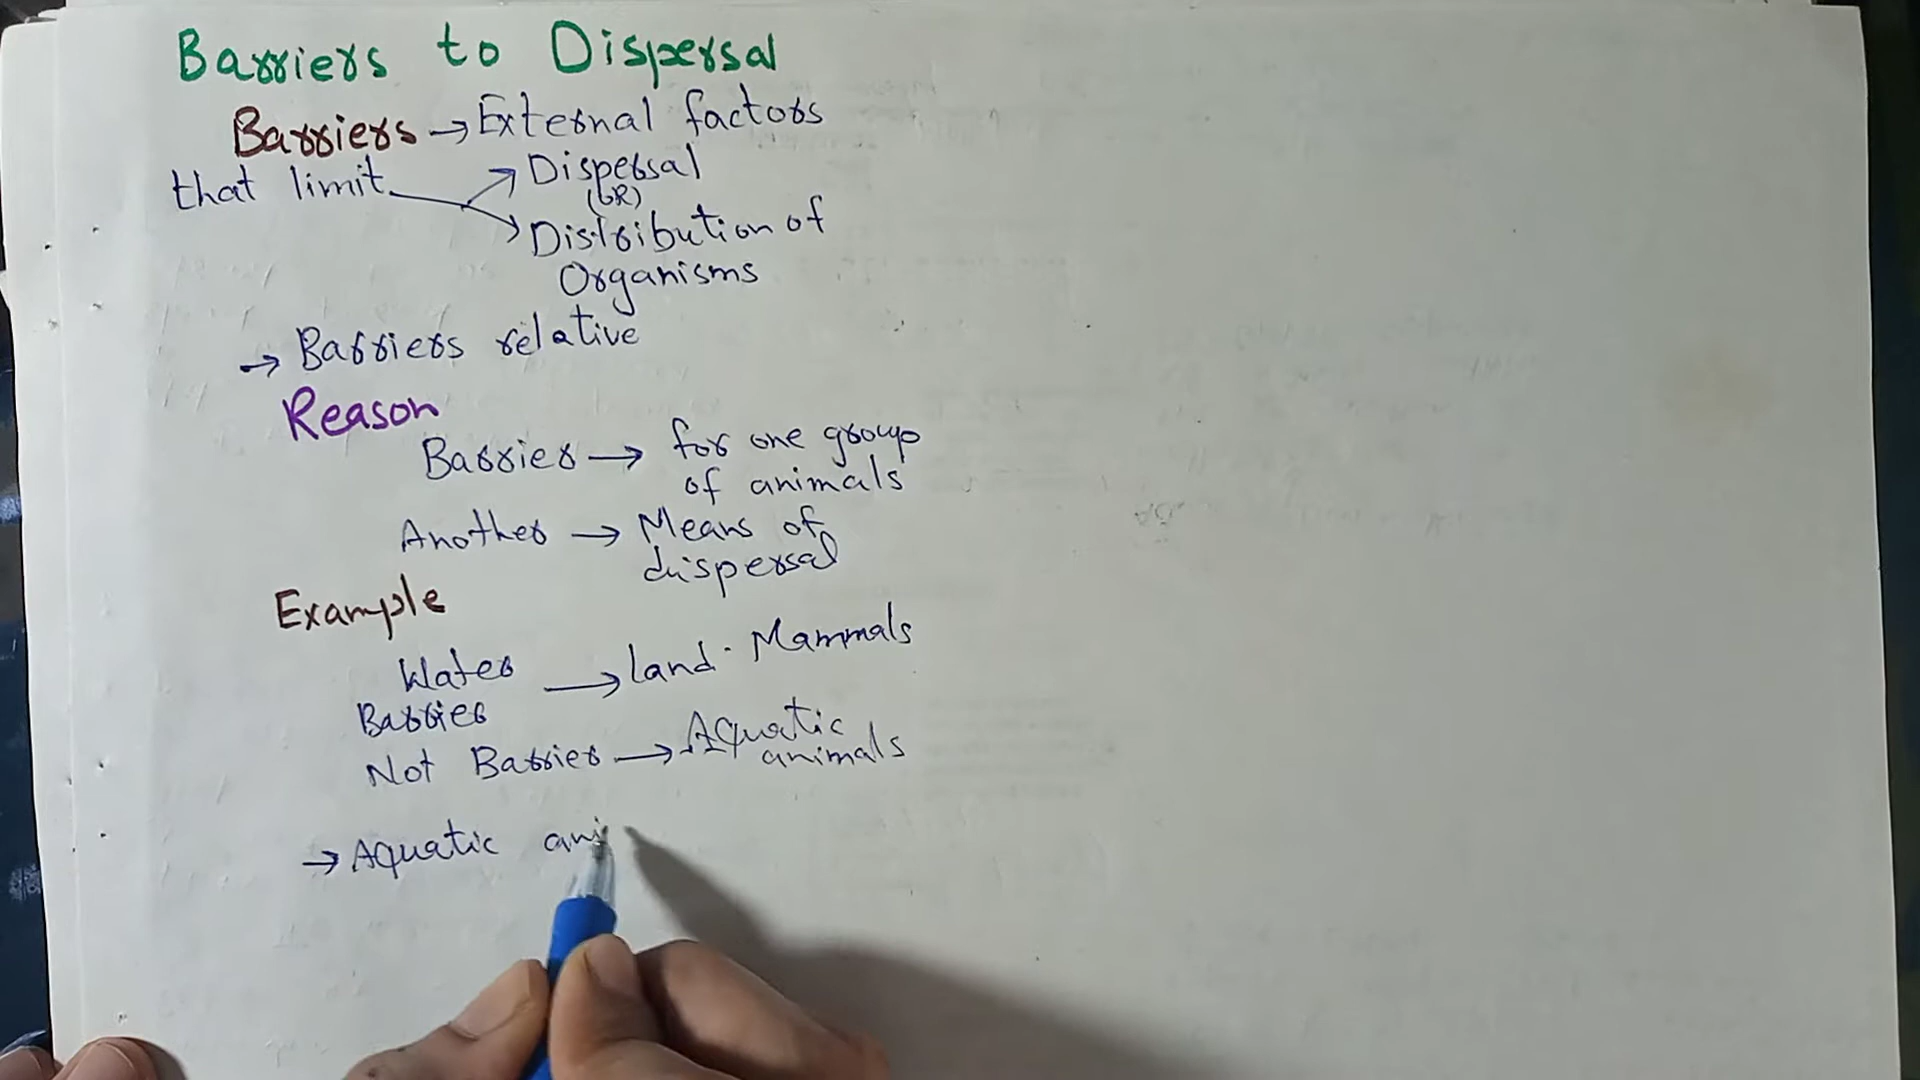 Barriers to Dispersal
Barriers → External factors
that limit → Dispersal
(OR)
→ Distribution of
Organisms
→ Barriers relative
Reason
Barrier → for one group
of animals
Another → Means of
dispersal
Example
Water → Land Mammals
Barrier
Not Barrier → Aquatic
animals
→ Aquatic ani